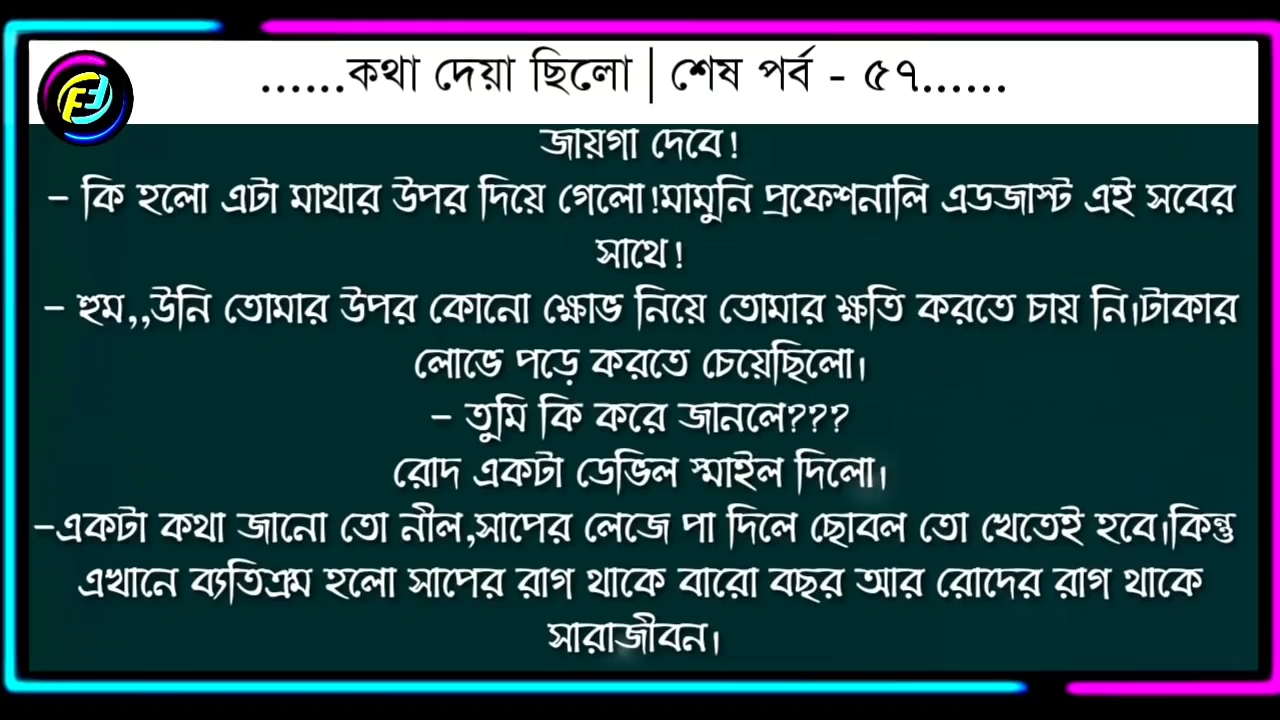 ......কথা দেয়া ছিলো | শেষ পর্ব - ৫৭......
জায়গা দেবে!
- কি হলো এটা মাথার উপর দিয়ে গেলো!মামুনি প্রফেশনালি এডজাস্ট এই সবের
সাথে!
- হুম,,উনি তোমার উপর কোনো ক্ষোভ নিয়ে তোমার ক্ষতি করতে চায় নি।টাকার
লোভে পড়ে করতে চেয়েছিলো।
- তুমি কি করে জানলে???
রোদ একটা ডেভিল স্মাইল দিলো।
-একটা কথা জানো তো নীল,সাপের লেজে পা দিলে ছোবল তো খেতেই হবে।কিন্তু
এখানে ব্যতিক্রম হলো সাপের রাগ থাকে বারো বছর আর রোদের রাগ থাকে
সারাজীবন।